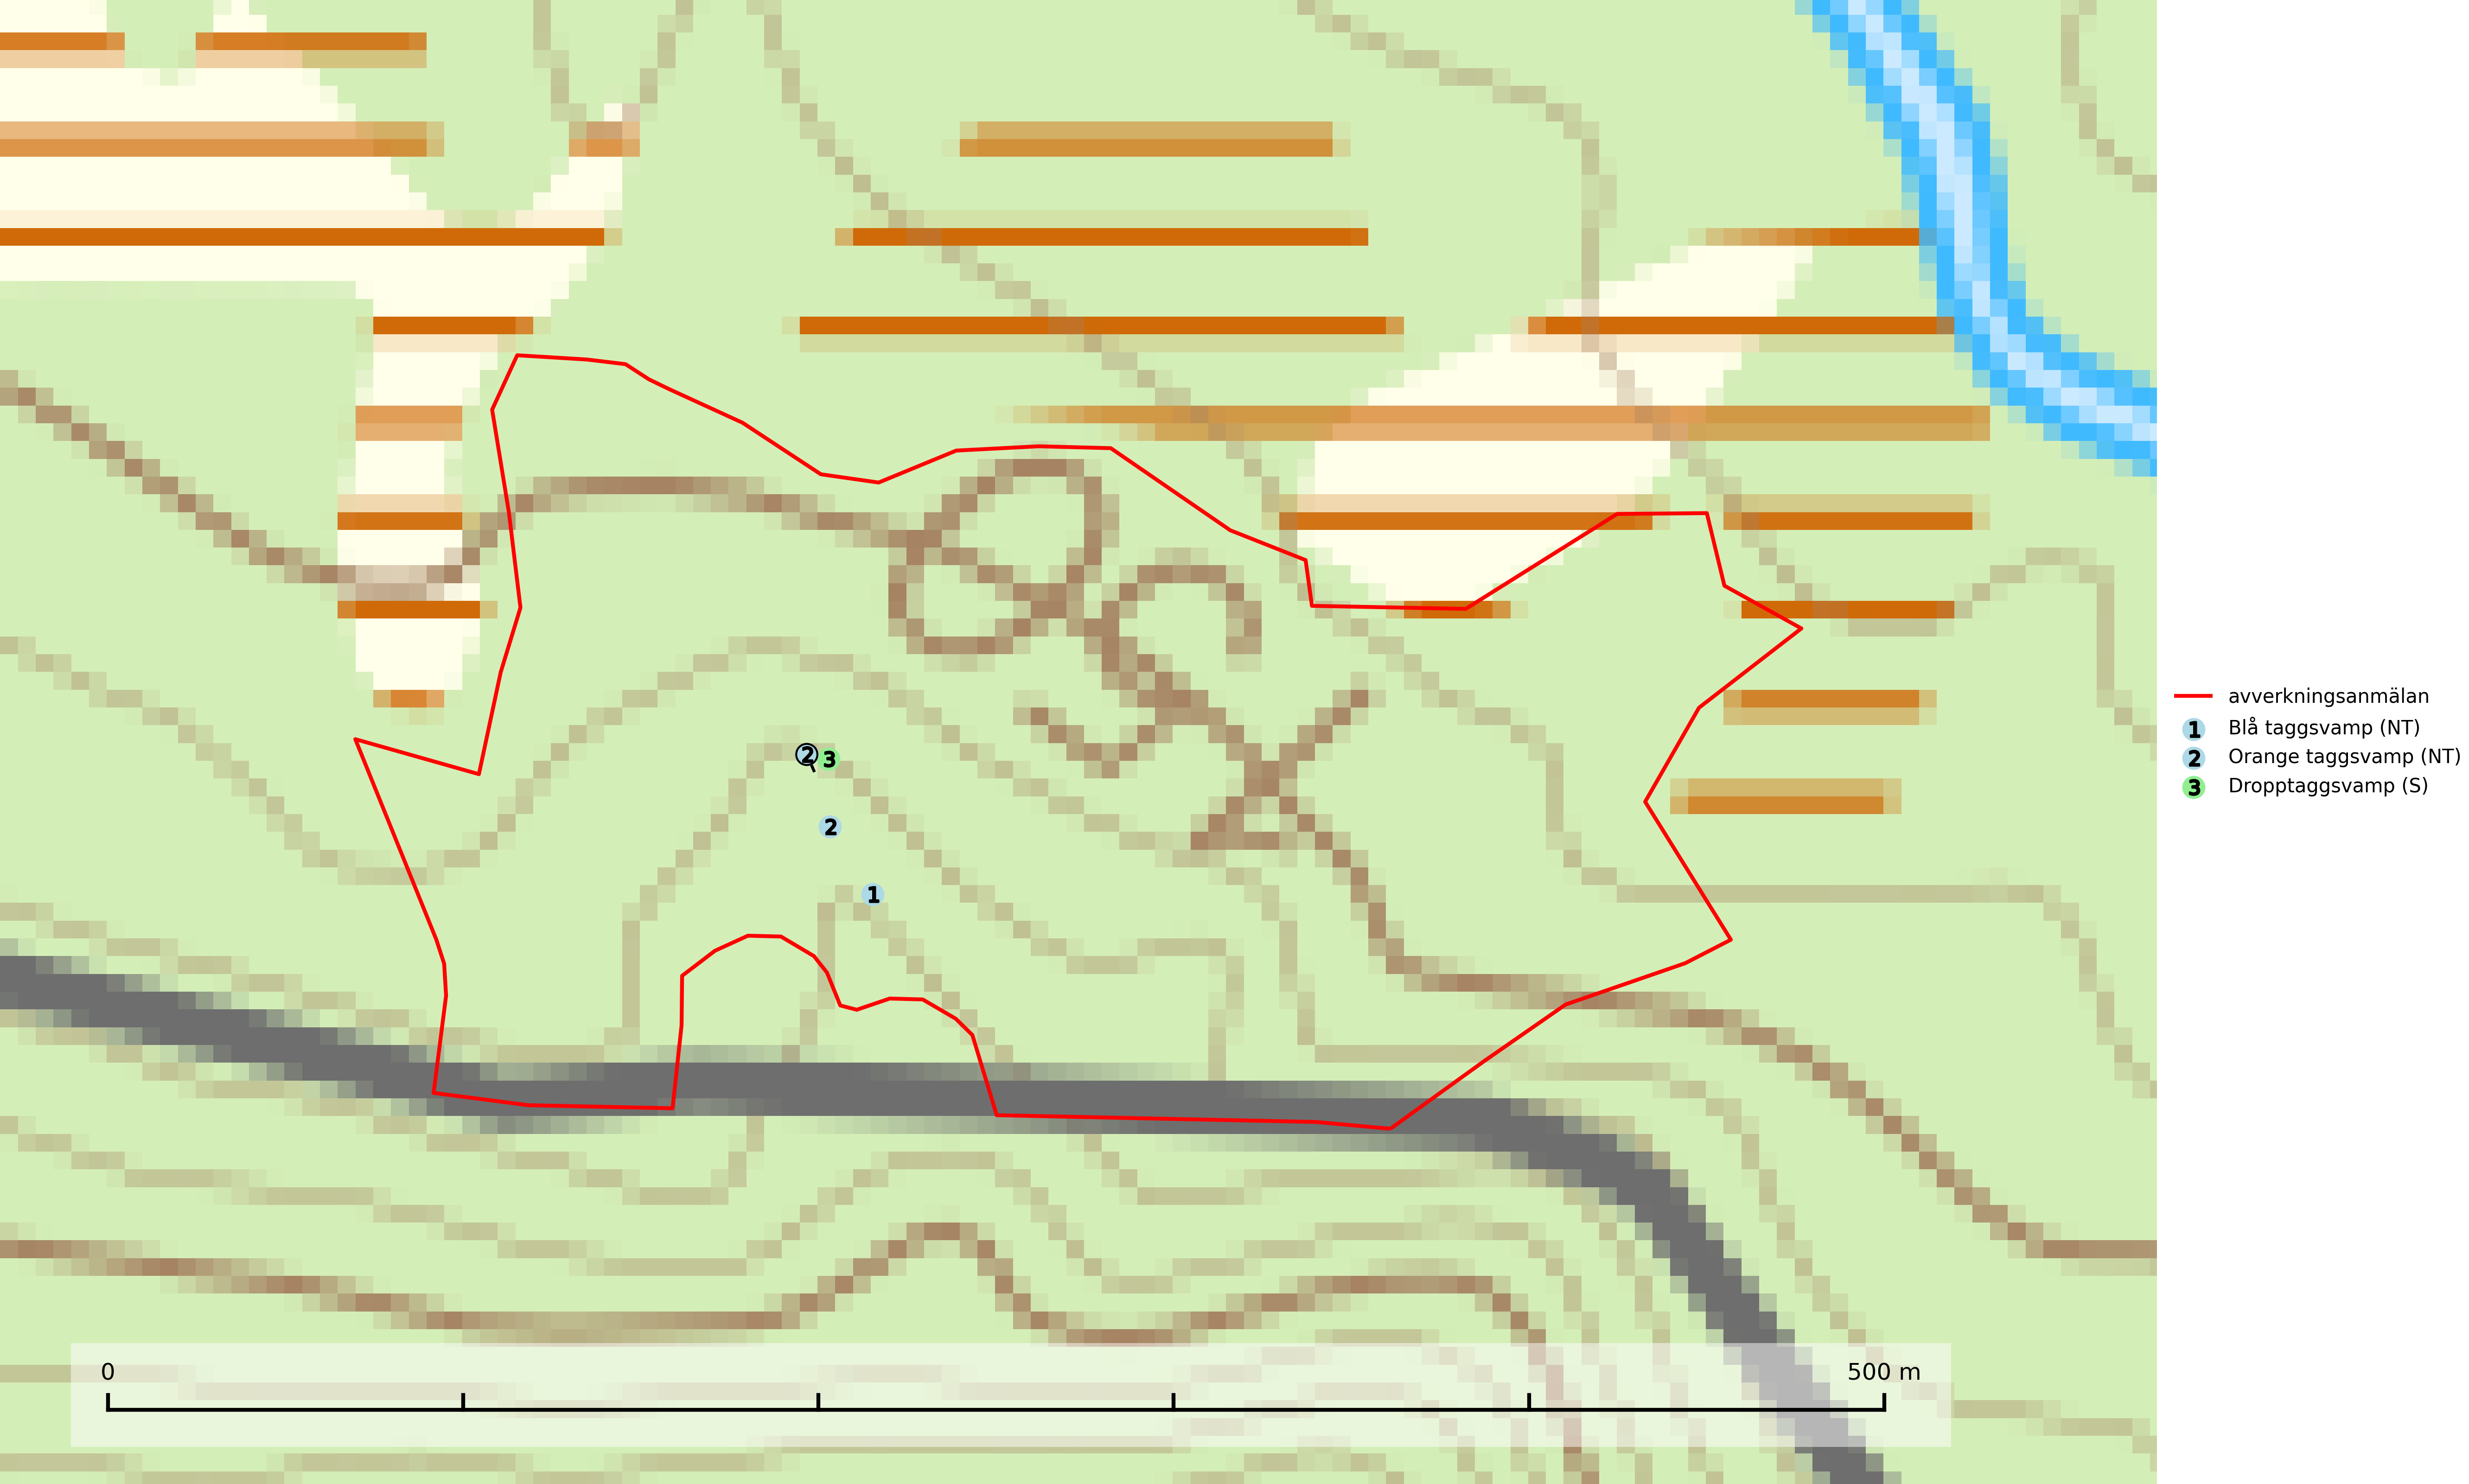 2
3
2
1
avverkningsanmälan
1 Blå taggsvamp (NT)
2 Orange taggsvamp (NT)
3 Dropptaggsvamp (S)
0 500 m